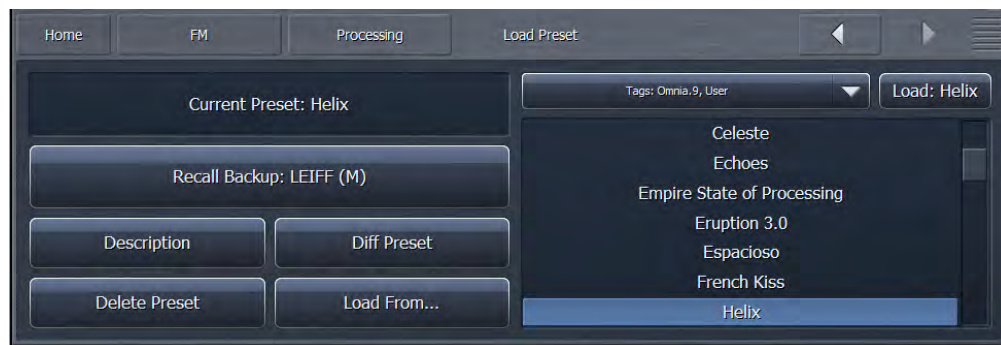 Home
FM
Processing
Load Preset
Current Preset: Helix
Recall Backup: LEIFF (M)
Description
Diff Preset
Delete Preset
Load From...
Tags: Omnia.9, User
Load: Helix
Celeste
Echoes
Empire State of Processing
Eruption 3.0
Espacioso
French Kiss
Helix